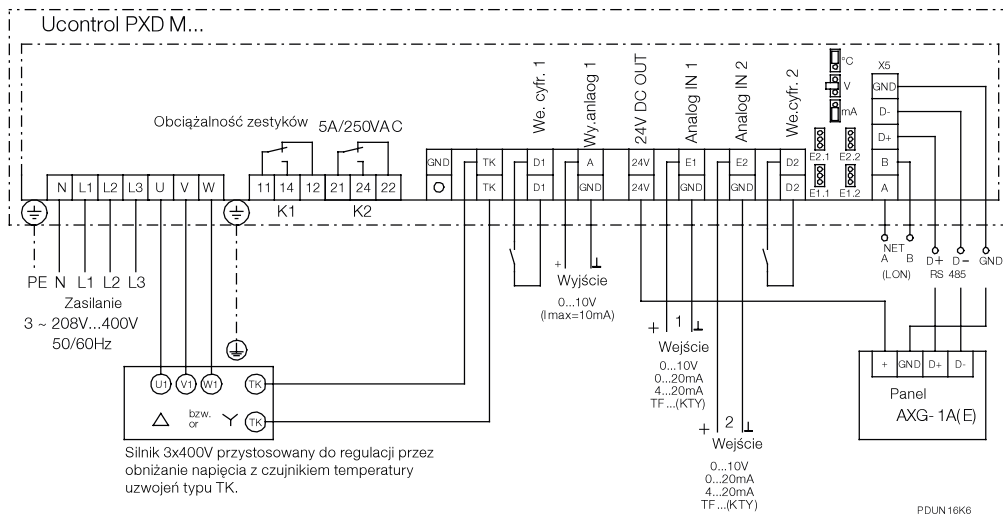 Ucontrol PXD M...
Obciążalność zestyków 5A/250VAC
We. cyfr. 1
Wy.anlaog 1
24V DC OUT
Analog IN 1
Analog IN 2
We.cyfr. 2
°C
V
mA
X5
GND
D-
D+
B
A
E2.1 E2.2
E1.1 E1.2
N L1 L2 L3 U V W
11 14 12 21 24 22
K1 K2
GND TK D1 A 24V E1 E2 D2
TK D1 GND 24V GND GND D2
PE N L1 L2 L3
Zasilanie
3 ~ 208V...400V
50/60Hz
+ ⊥
Wyjście
0...10V
(Imax=10mA)
+ 1 ⊥
Wejście
0...10V
0...20mA
4...20mA
TF...(KTY)
+ 2 ⊥
Wejście
0...10V
0...20mA
4...20mA
TF...(KTY)
NET
A B
(LON)
D+ D- GND
RS 485
+ GND D+ D-
Panel
AXG-1A(E)
U1 V1 W1 TK
TK
bzw.
or
Silnik 3x400V przystosowany do regulacji przez
obniżanie napięcia z czujnikiem temperatury
uzwojeń typu TK.
PDUN16K6